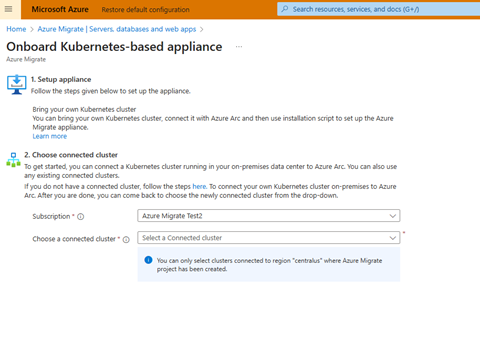 Microsoft Azure Restore default configuration Search resources, services, and docs (G+/)
Home > Azure Migrate | Servers, databases and web apps >
Onboard Kubernetes-based appliance ...
Azure Migrate
1. Setup appliance
Follow the steps given below to set up the appliance.
Bring your own Kubernetes cluster
You can bring your own Kubernetes cluster, connect it with Azure Arc and then use installation script to set up the Azure
Migrate appliance.
Learn more
2. Choose connected cluster
To get started, you can connect a Kubernetes cluster running in your on-premises data center to Azure Arc. You can also use
any existing connected clusters.
If you do not have a connected cluster, follow the steps here. To connect your own Kubernetes cluster on-premises to Azure
Arc. After you are done, you can come back to choose the newly connected cluster from the drop-down.
Subscription * Azure Migrate Test2
Choose a connected cluster * Select a Connected cluster *
You can only select clusters connected to region "centralus" where Azure Migrate
project has been created.